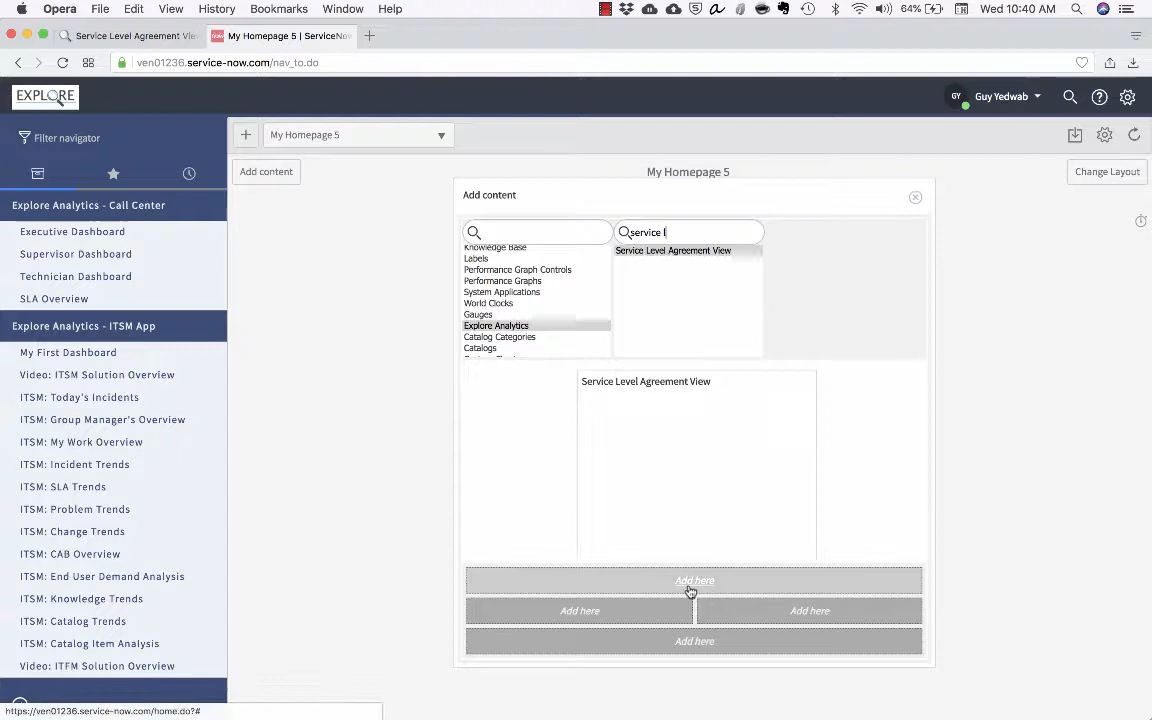 Opera File Edit View History Bookmarks Window Help 64% Wed 10:40 AM
Service Level Agreement Vie My Homepage 5 | ServiceNo
ven01236.service-now.com/nav_to.do
EXPLORE GY Guy Yedwab
Filter navigator
My Homepage 5
Add content
My Homepage 5
Change Layout
Explore Analytics - Call Center
Executive Dashboard
Supervisor Dashboard
Technician Dashboard
SLA Overview
Explore Analytics - ITSM App
My First Dashboard
Video: ITSM Solution Overview
ITSM: Today's Incidents
ITSM: Group Manager's Overview
ITSM: My Work Overview
ITSM: Incident Trends
ITSM: SLA Trends
ITSM: Problem Trends
ITSM: Change Trends
ITSM: CAB Overview
ITSM: End User Demand Analysis
ITSM: Knowledge Trends
ITSM: Catalog Trends
ITSM: Catalog Item Analysis
Video: ITFM Solution Overview
Add content
service l
Knowledge Base
Labels
Performance Graph Controls
Performance Graphs
System Applications
World Clocks
Gauges
Explore Analytics
Catalog Categories
Catalogs
Service Level Agreement View
Service Level Agreement View
Add here
Add here Add here
Add here
https://ven01236.service-now.com/home.do?#